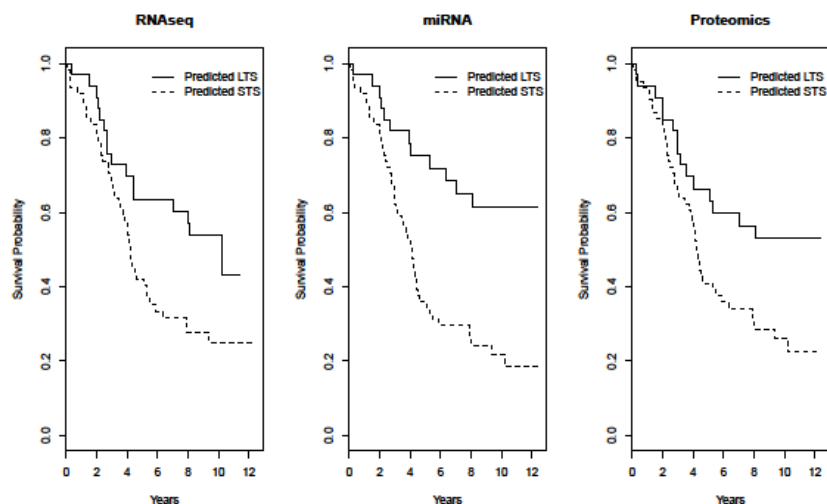 RNAseq
Survival Probability
0.0 0.2 0.4 0.6 0.8 1.0
Predicted LTS
Predicted STS
0 2 4 6 8 10 12
Years
miRNA
Survival Probability
0.0 0.2 0.4 0.6 0.8 1.0
Predicted LTS
Predicted STS
0 2 4 6 8 10 12
Years
Proteomics
Survival Probability
0.0 0.2 0.4 0.6 0.8 1.0
Predicted LTS
Predicted STS
0 2 4 6 8 10 12
Years